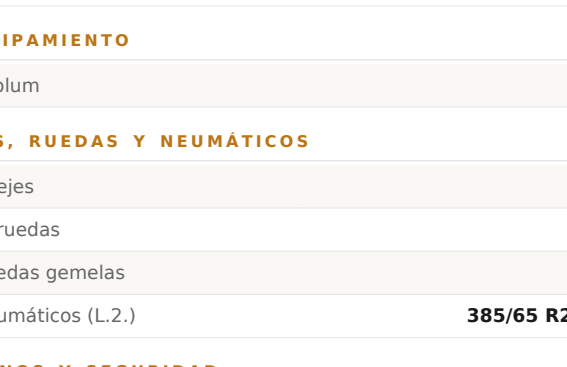 IPAMIENTO
olum
S, RUEDAS Y NEUMÁTICOS
ejes
ruedas
edas gemelas
umáticos (L.2.) 385/65 R2